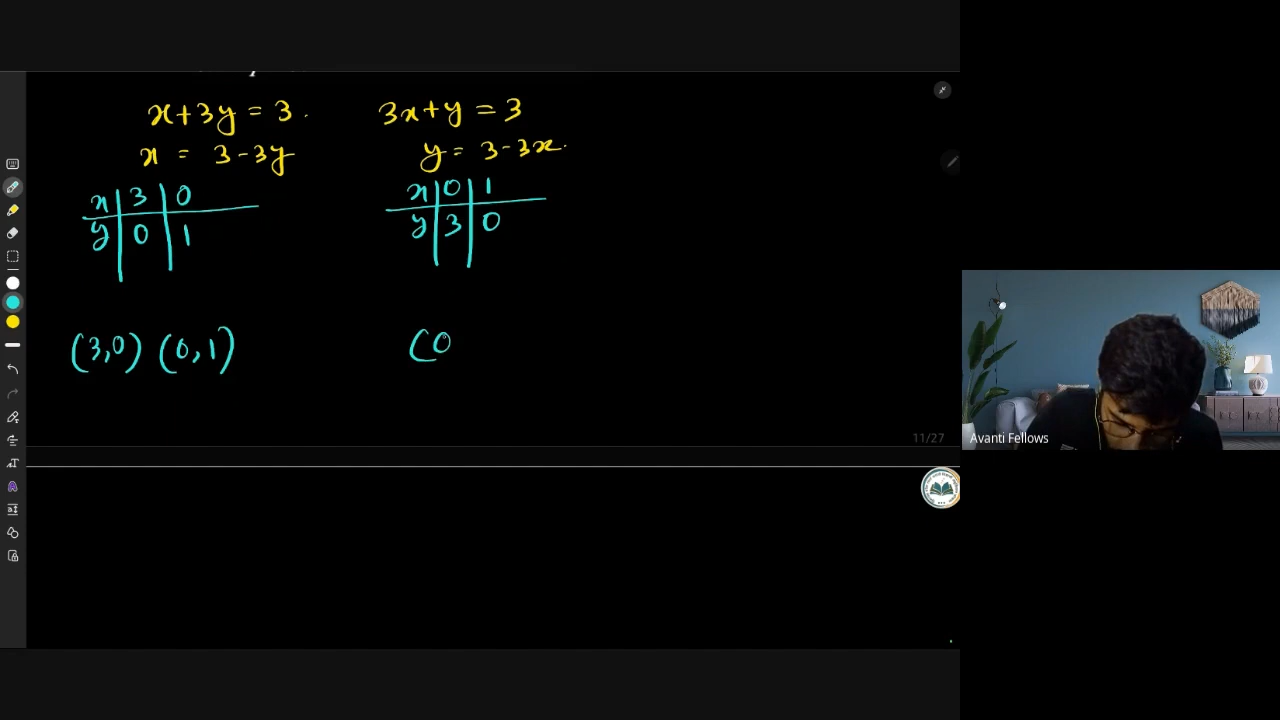 x+3y = 3.
x = 3-3y
x | 3 | 0
y | 0 | 1
(3,0) (0,1)
3x+y = 3
y = 3-3x.
x | 0 | 1
y | 3 | 0
(0
11/27
Avanti Fellows